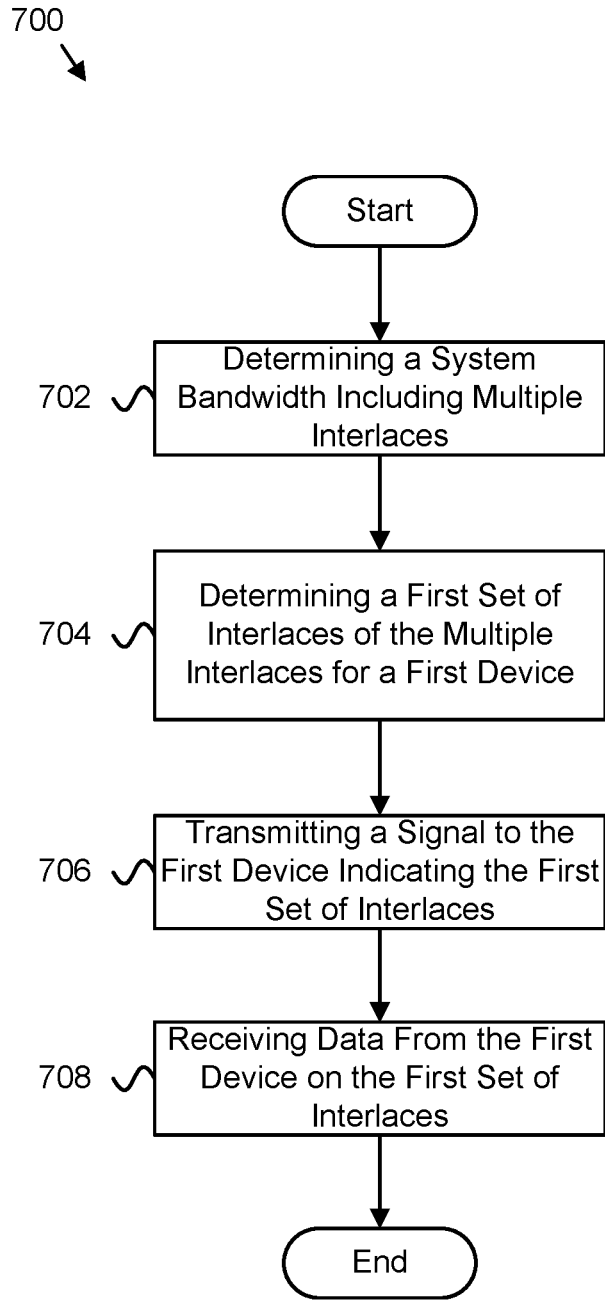 700
Start
702
Determining a System
Bandwidth Including Multiple
Interlaces
704
Determining a First Set of
Interlaces of the Multiple
Interlaces for a First Device
706
Transmitting a Signal to the
First Device Indicating the First
Set of Interlaces
708
Receiving Data From the First
Device on the First Set of
Interlaces
End